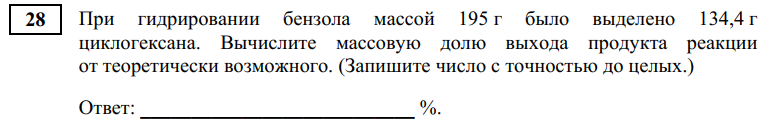 28 При гидрировании бензола массой 195 г было выделено 134,4 г
циклогексана. Вычислите массовую долю выхода продукта реакции
от теоретически возможного. (Запишите число с точностью до целых.)
Ответ: ___________________________ %.